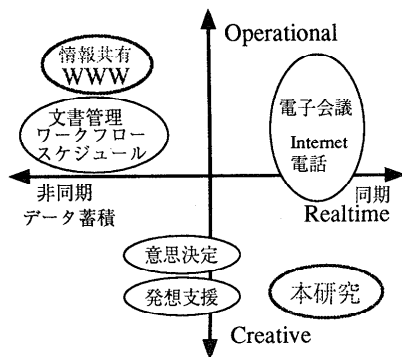 Operational
情報共有
WWW
文書管理
ワークフロー
スケジュール
電子会議
Internet
電話
非同期
データ蓄積
同期
Realtime
意思決定
発想支援
本研究
Creative